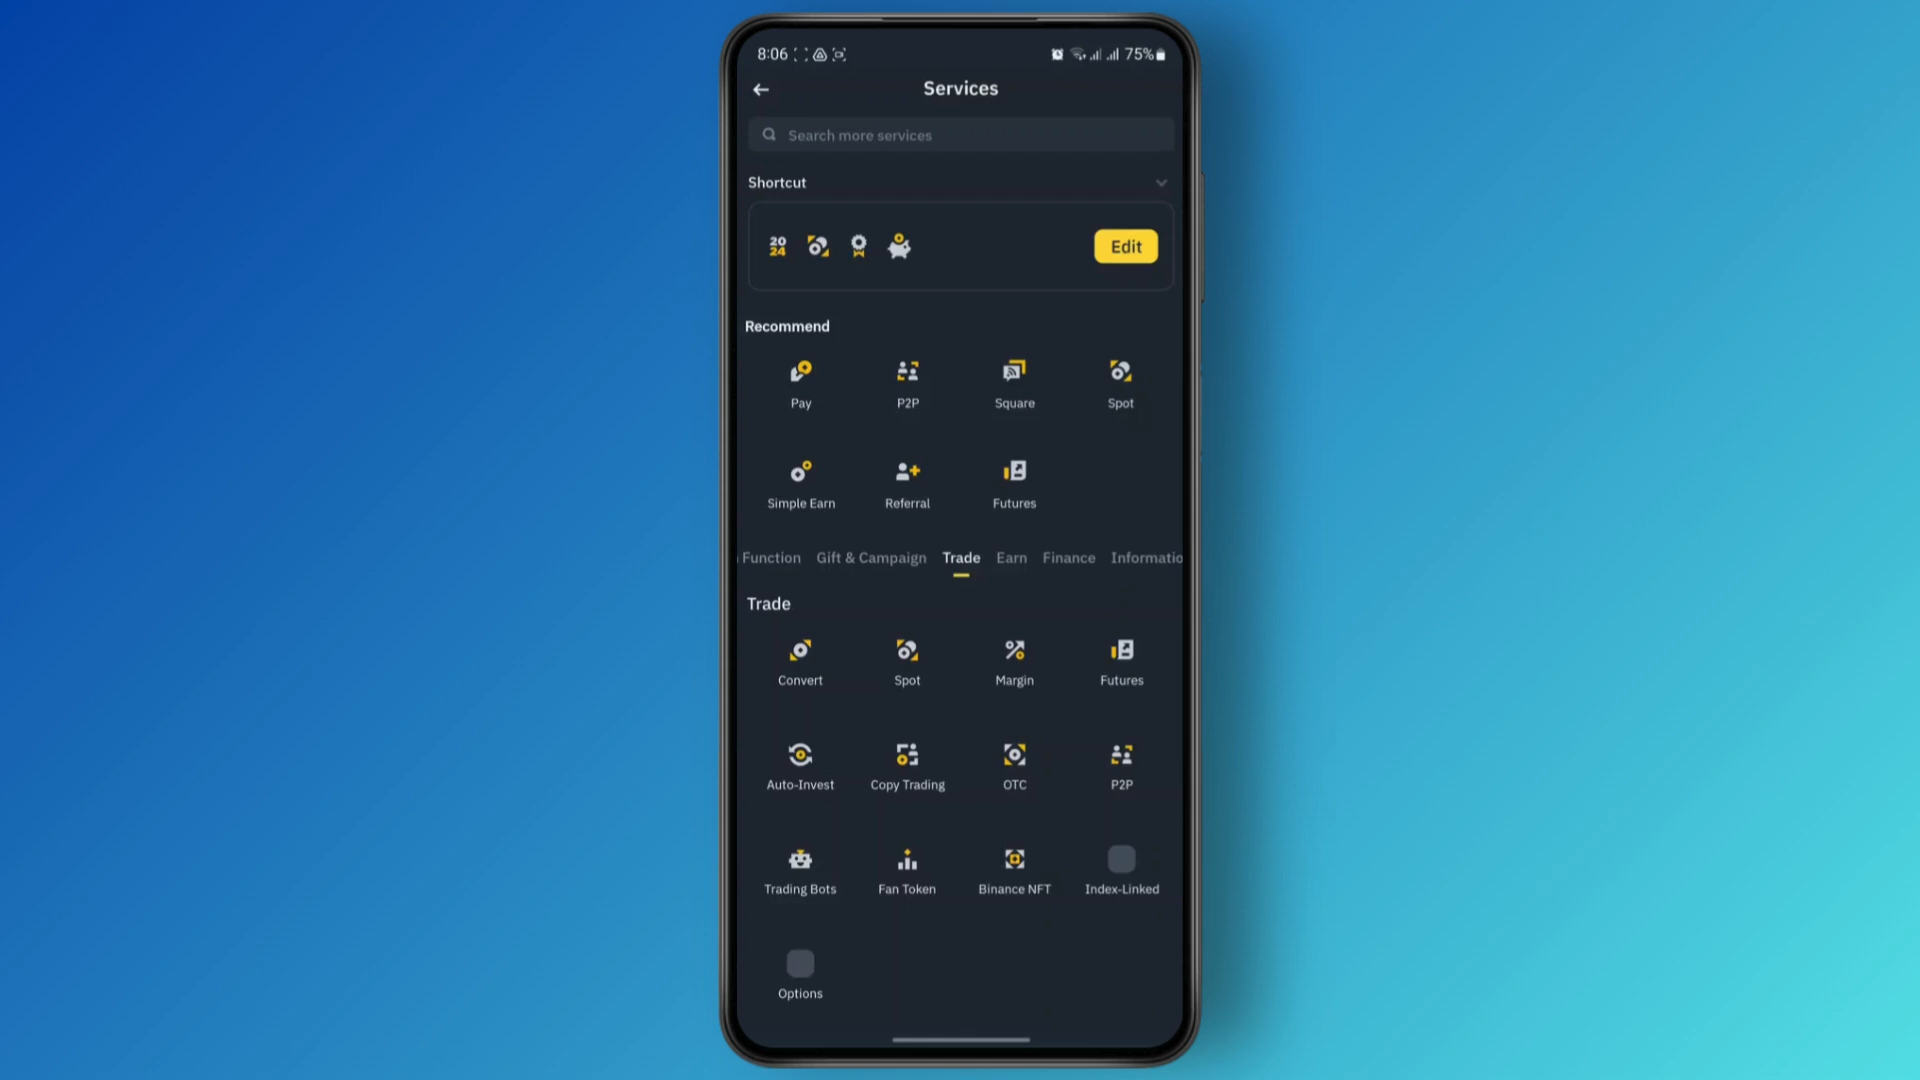 8:06
75%
Services
Search more services
Shortcut
20
24
Edit
Recommend
Pay P2P Square Spot
Simple Earn Referral Futures
Function Gift & Campaign Trade Earn Finance Informatio
Trade
Convert Spot Margin Futures
Auto-Invest Copy Trading OTC P2P
Trading Bots Fan Token Binance NFT Index-Linked
Options